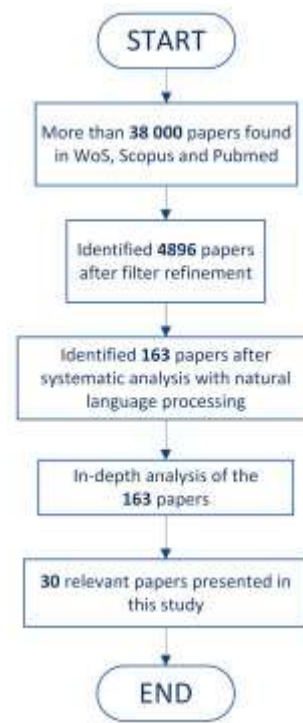 START
More than 38 000 papers found
in WoS, Scopus and Pubmed
Identified 4896 papers
after filter refinement
Identified 163 papers after
systematic analysis with natural
language processing
In-depth analysis of the
163 papers
30 relevant papers presented in
this study
END